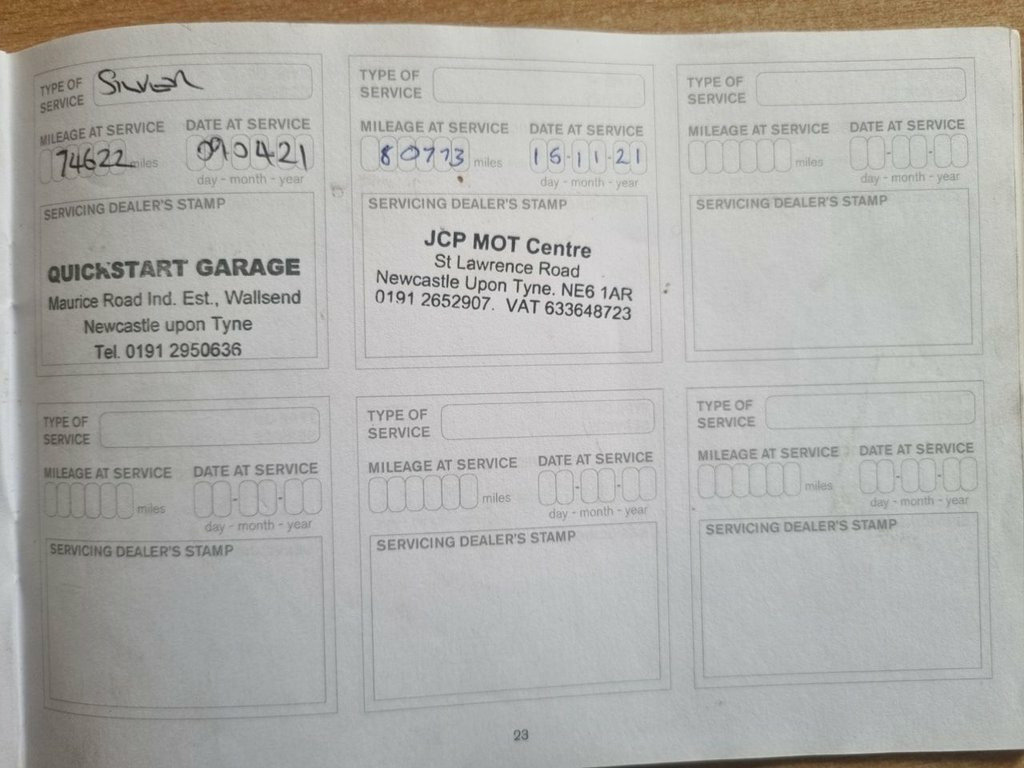 TYPE OF SERVICE Silver
MILEAGE AT SERVICE DATE AT SERVICE
74622 miles 090421
day - month - year
SERVICING DEALER'S STAMP
QUICKSTART GARAGE
Maurice Road Ind. Est., Wallsend
Newcastle upon Tyne
Tel. 0191 2950636
TYPE OF
SERVICE
MILEAGE AT SERVICE DATE AT SERVICE
80773 miles 15-11-21
day - month - year
SERVICING DEALER'S STAMP
JCP MOT Centre
St Lawrence Road
Newcastle Upon Tyne. NE6 1AR
0191 2652907. VAT 633648723
TYPE OF
SERVICE
MILEAGE AT SERVICE DATE AT SERVICE
miles
day - month - year
SERVICING DEALER'S STAMP
TYPE OF
SERVICE
MILEAGE AT SERVICE DATE AT SERVICE
miles
day - month - year
SERVICING DEALER'S STAMP
TYPE OF
SERVICE
MILEAGE AT SERVICE DATE AT SERVICE
miles
day - month - year
SERVICING DEALER'S STAMP
TYPE OF
SERVICE
MILEAGE AT SERVICE DATE AT SERVICE
miles
day - month - year
SERVICING DEALER'S STAMP
23